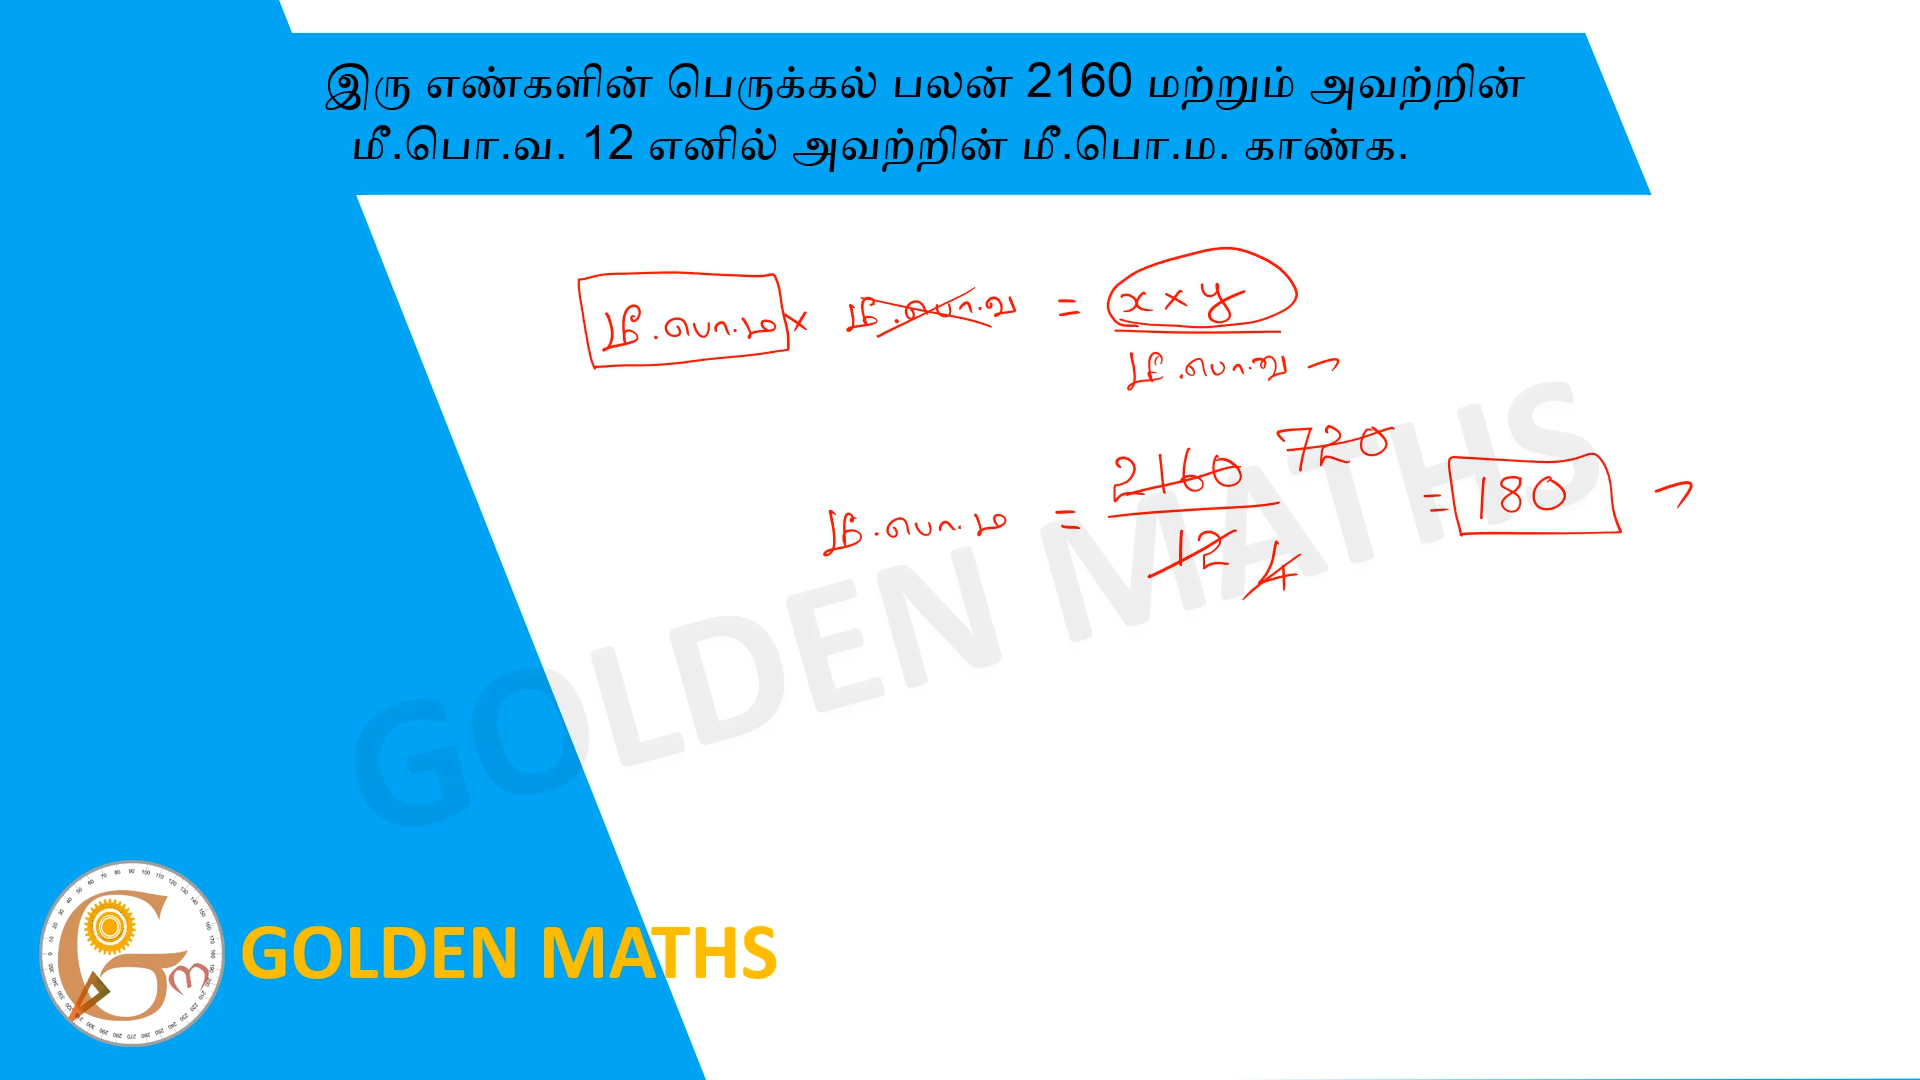 இரு எண்களின் பெருக்கல் பலன் 2160 மற்றும் அவற்றின்
மீ.பொ.வ. 12 எனில் அவற்றின் மீ.பொ.ம. காண்க.
மீ.பொ.ம × மீ.பொ.வ = x × y
மீ.பொ.வ
2160 720
மீ.பொ.ம = = 180
12 4
GOLDEN MATHS
GOLDEN MATHS